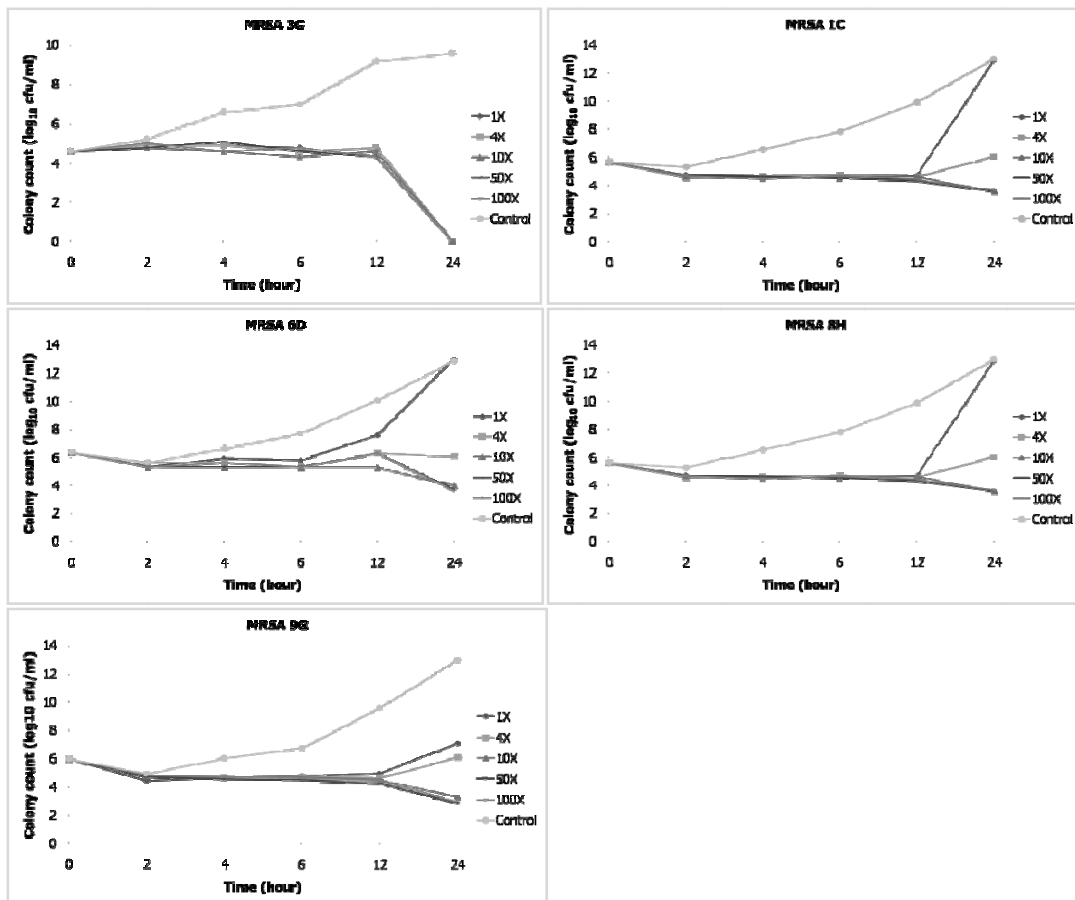 MRSA
Colony count (log10 cfu/ml)
10
8
6
4
2
0
0 2 4 6 12 24
Time (hour)
1X
4X
10X
50X
100X
Control
MRSA 1C
Colony count (log10 cfu/ml)
14
12
10
8
6
4
2
0
0 2 4 6 12 24
Time (hour)
1X
4X
10X
50X
100X
Control
MRSA 6D
Colony count (log10 cfu/ml)
14
12
10
8
6
4
2
0
0 2 4 6 12 24
Time (hour)
1X
4X
10X
50X
100X
Control
MRSA 8H
Colony count (log10 cfu/ml)
14
12
10
8
6
4
2
0
0 2 4 6 12 24
Time (hour)
1X
4X
10X
50X
100X
Control
MRSA
Colony count (log10 cfu/ml)
14
12
10
8
6
4
2
0
0 2 4 6 12 24
Time (hour)
1X
4X
10X
50X
100X
Control